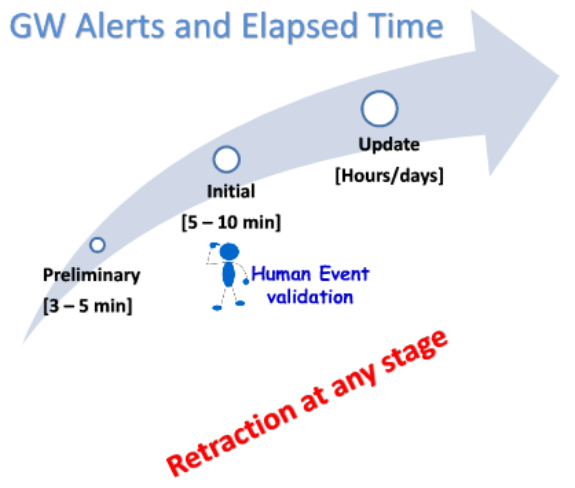 GW Alerts and Elapsed Time
Update
[Hours/days]
Initial
[5 – 10 min]
Preliminary
[3 – 5 min]
Human Event
validation
Retraction at any stage